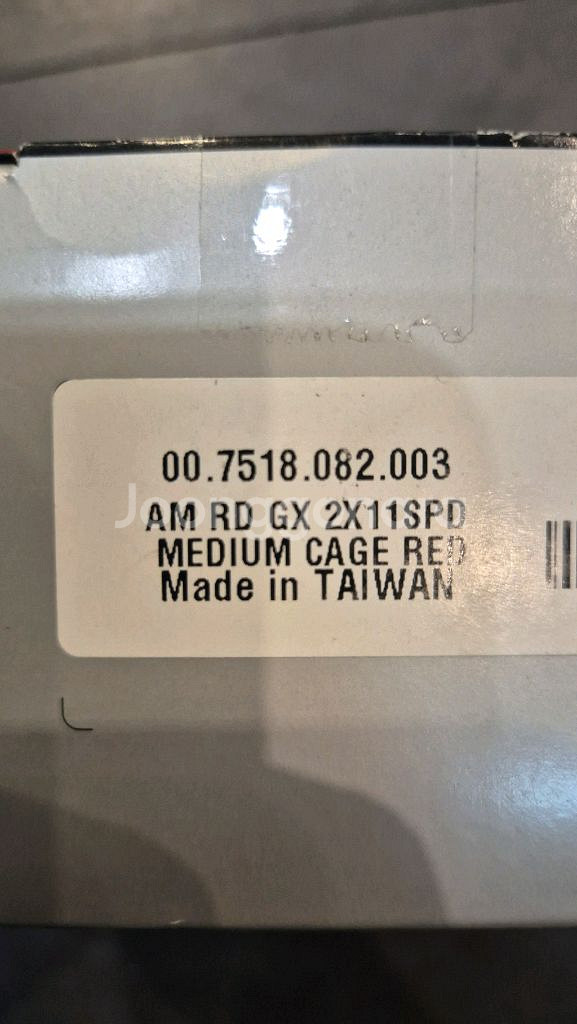 00.7518.082.003
AM RD GX 2X11SPD
MEDIUM CAGE RED
Made in TAIWAN